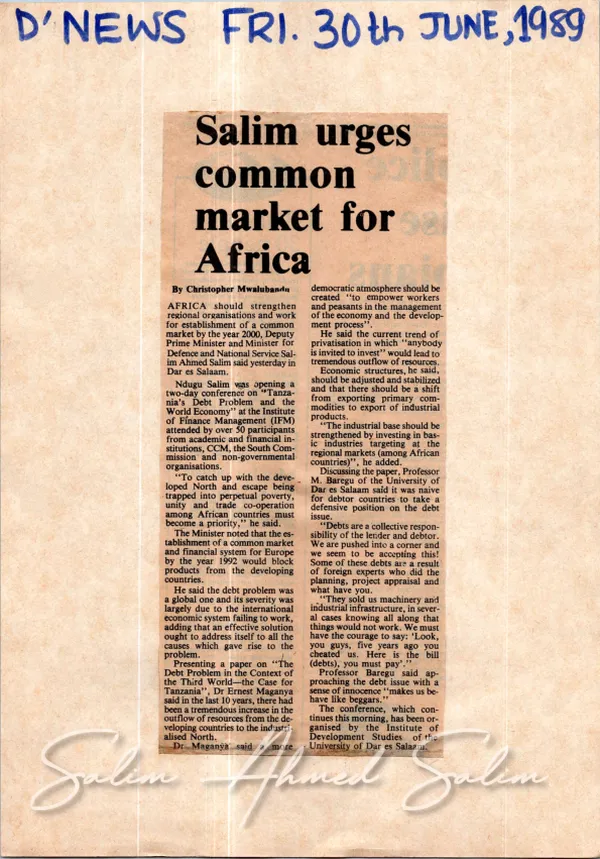 D' NEWS FRI. 30th JUNE, 1989
Salim urges
common
market for
Africa
By Christopher Mwalubandu
AFRICA should strengthen
regional organisations and work
for establishment of a common
market by the year 2000, Deputy
Prime Minister and Minister for
Defence and National Service Sal-
im Ahmed Salim said yesterday in
Dar es Salaam.
Ndugu Salim was opening a
two-day conference on "Tanza-
nia's Debt Problem and the
World Economy" at the Institute
of Finance Management (IFM)
attended by over 50 participants
from academic and financial in-
stitutions, CCM, the South Com-
mission and non-governmental
organisations.
"To catch up with the deve-
loped North and escape being
trapped into perpetual poverty,
unity and trade co-operation
among African countries must
become a priority," he said.
The Minister noted that the es-
tablishment of a common market
and financial system for Europe
by the year 1992 would block
products from the developing
countries.
He said the debt problem was
a global one and its severity was
largely due to the international
economic system failing to work,
adding that an effective solution
ought to address itself to all the
causes which gave rise to the
problem.
Presenting a paper on "The
Debt Problem in the Context of
the Third World—the Case for
Tanzania", Dr Ernest Maganya
said in the last 10 years, there had
been a tremendous increase in the
outflow of resources from the de-
veloping countries to the industri-
alised North.
Dr Maganya said a more
democratic atmosphere should be
created "to empower workers
and peasants in the management
of the economy and the develop-
ment process".
He said the current trend of
privatisation in which "anybody
is invited to invest" would lead to
tremendous outflow of resources.
Economic structures, he said,
should be adjusted and stabilized
and that there should be a shift
from exporting primary com-
modities to export of industrial
products.
"The industrial base should be
strengthened by investing in bas-
ic industries targeting at the
regional markets (among African
countries)", he added.
Discussing the paper, Professor
M. Baregu of the University of
Dar es Salaam said it was naive
for debtor countries to take a
defensive position on the debt
issue.
"Debts are a collective respon-
sibility of the lender and debtor.
We are pushed into a corner and
we seem to be accepting this!
Some of these debts are a result
of foreign experts who did the
planning, project appraisal and
what have you.
"They sold us machinery and
industrial infrastructure, in sever-
al cases knowing all along that
things would not work. We must
have the courage to say: 'Look,
you guys, five years ago you
cheated us. Here is the bill
(debts), you must pay'."
Professor Baregu said ap-
proaching the debt issue with a
sense of innocence "makes us be-
have like beggars."
The conference, which con-
tinues this morning, has been or-
ganised by the Institute of
Development Studies of the
University of Dar es Salaam.
Salim Ahmed Salim